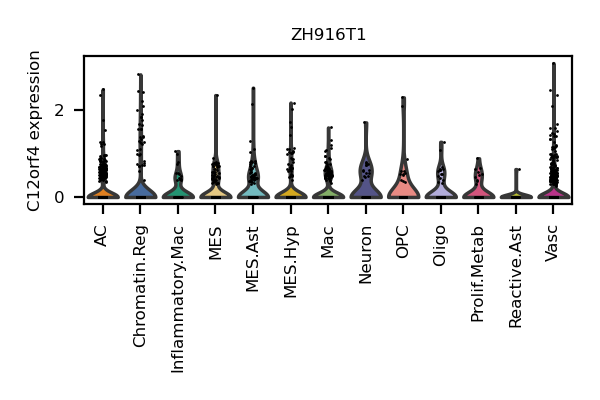 ZH916T1
C12orf4 expression
2
0
AC
Chromatin.Reg
Inflammatory.Mac
MES
MES.Ast
MES.Hyp
Mac
Neuron
OPC
Oligo
Prolif.Metab
Reactive.Ast
Vasc